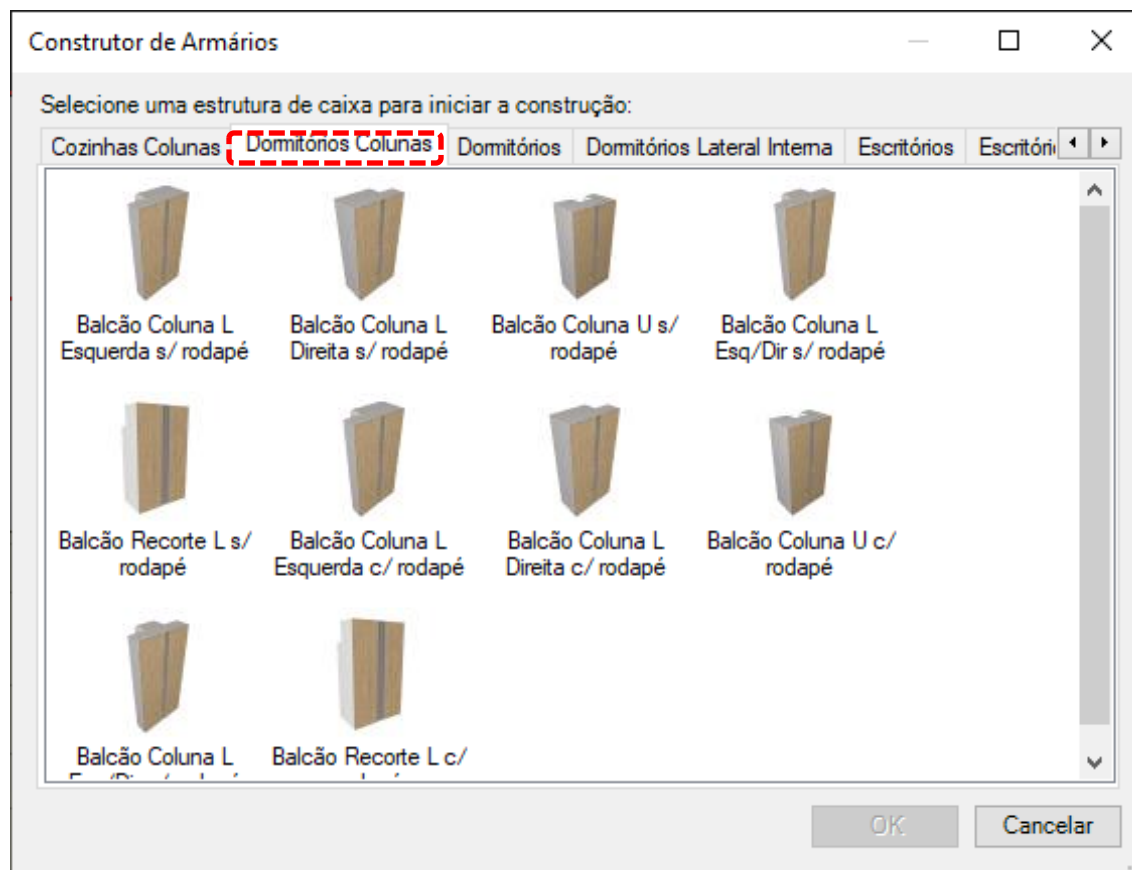 Construtor de Armários
Selecione uma estrutura de caixa para iniciar a construção:
Cozinhas Colunas Dormitórios Colunas Dormitórios Dormitórios Lateral Interna Escritórios Escritóri
Balcão Coluna L
Esquerda s/ rodapé
Balcão Coluna L
Direita s/ rodapé
Balcão Coluna U s/
rodapé
Balcão Coluna L
Esq/Dir s/ rodapé
Balcão Recorte L s/
rodapé
Balcão Coluna L
Esquerda c/ rodapé
Balcão Coluna L
Direita c/ rodapé
Balcão Coluna U c/
rodapé
Balcão Coluna L
Balcão Recorte L c/
OK
Cancelar